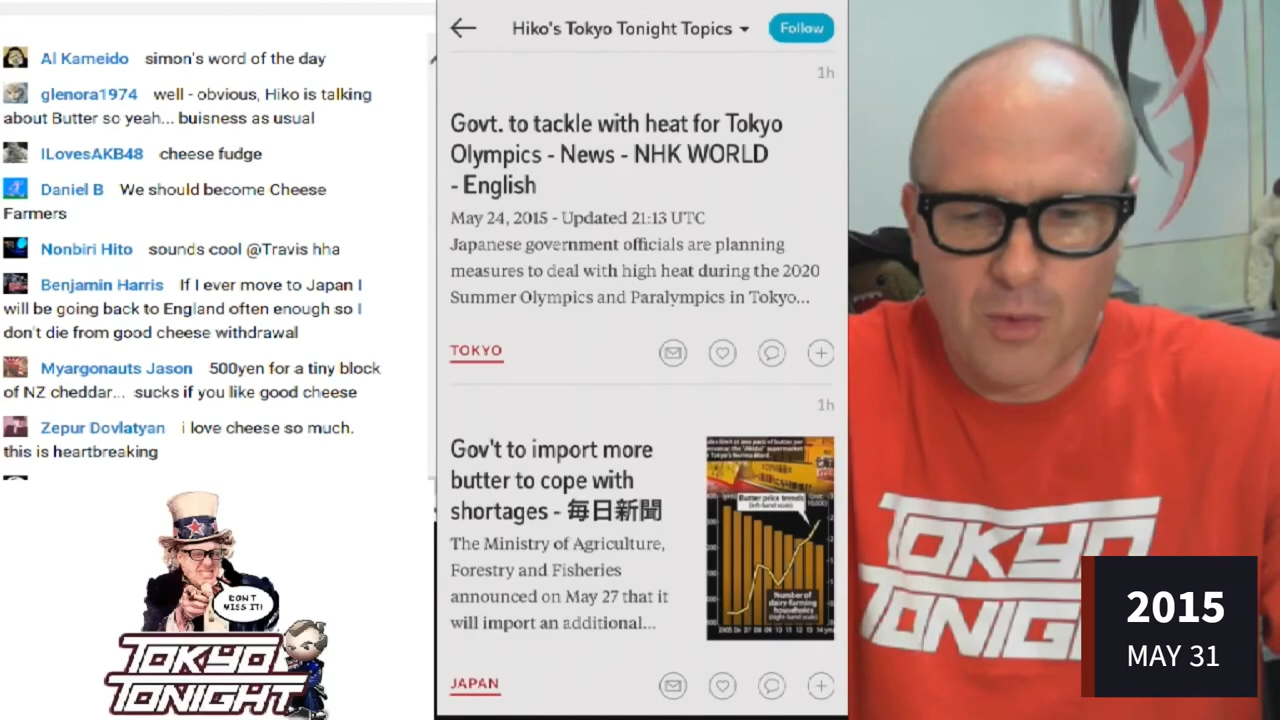 Al Kameido simon's word of the day
glenora1974 well - obvious, Hiko is talking
about Butter so yeah... buisness as usual
ILovesAKB48 cheese fudge
Daniel B We should become Cheese
Farmers
Nonbiri Hito sounds cool @Travis hha
Benjamin Harris If I ever move to Japan I
will be going back to England often enough so I
don't die from good cheese withdrawal
Myargonauts Jason 500yen for a tiny block
of NZ cheddar... sucks if you like good cheese
Zepur Dovlatyan i love cheese so much.
this is heartbreaking
DON'T
MISS IT!
TOKYO
TONIGHT
Hiko's Tokyo Tonight Topics
Follow
1h
Govt. to tackle with heat for Tokyo
Olympics - News - NHK WORLD
- English
May 24, 2015 - Updated 21:13 UTC
Japanese government officials are planning
measures to deal with high heat during the 2020
Summer Olympics and Paralympics in Tokyo...
TOKYO
1h
Gov't to import more
butter to cope with
shortages - 毎日新聞
The Ministry of Agriculture,
Forestry and Fisheries
announced on May 27 that it
will import an additional...
Butter price trends
(left-hand scale)
Number of
dairy-farming
households
(right-hand scale)
JAPAN
TOKYO
TONIG
2015
MAY 31